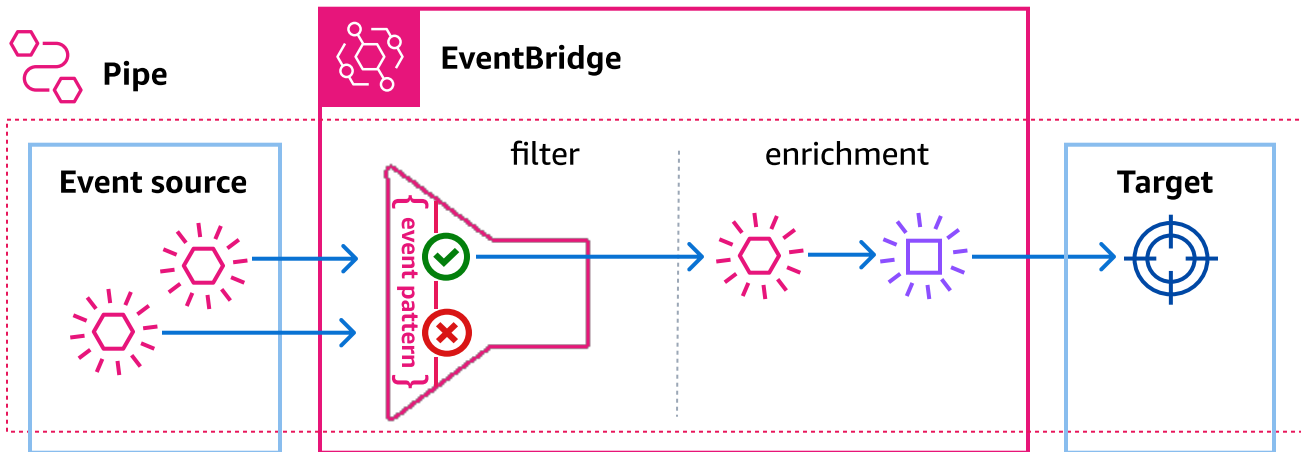 Pipe
EventBridge
Event source
filter
enrichment
Target
{event pattern}